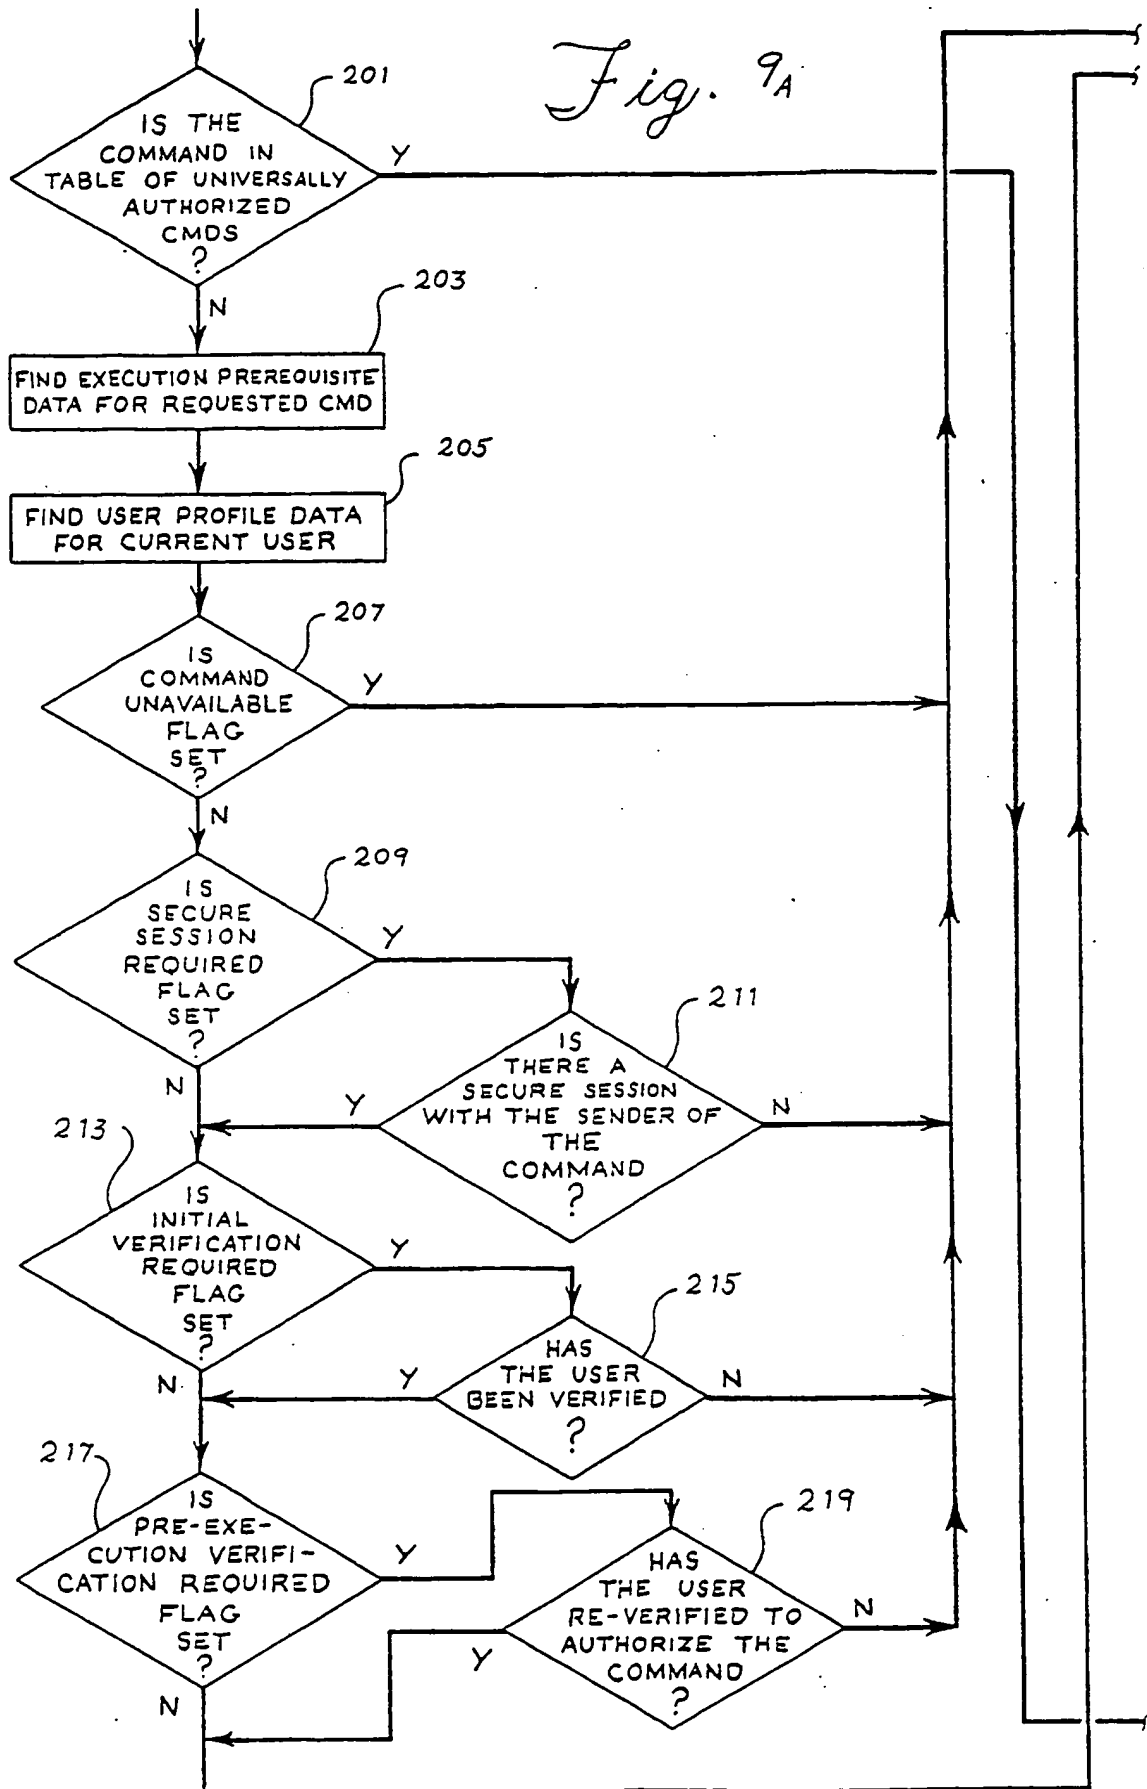 Fig. 9A
201
IS THE
COMMAND IN
TABLE OF UNIVERSALLY
AUTHORIZED
CMDS
?
Y
N
203
FIND EXECUTION PREREQUISITE
DATA FOR REQUESTED CMD
205
FIND USER PROFILE DATA
FOR CURRENT USER
207
IS
COMMAND
UNAVAILABLE
FLAG
SET
?
Y
N
209
IS
SECURE
SESSION
REQUIRED
FLAG
SET
?
Y
N
211
IS
THERE A
SECURE SESSION
WITH THE SENDER OF
THE
COMMAND
?
Y
N
213
IS
INITIAL
VERIFICATION
REQUIRED
FLAG
SET
?
Y
N
215
HAS
THE USER
BEEN VERIFIED
?
Y
N
217
IS
PRE-EXE-
CUTION VERIFI-
CATION REQUIRED
FLAG
SET
?
Y
N
219
HAS
THE USER
RE-VERIFIED TO
AUTHORIZE THE
COMMAND
?
Y
N